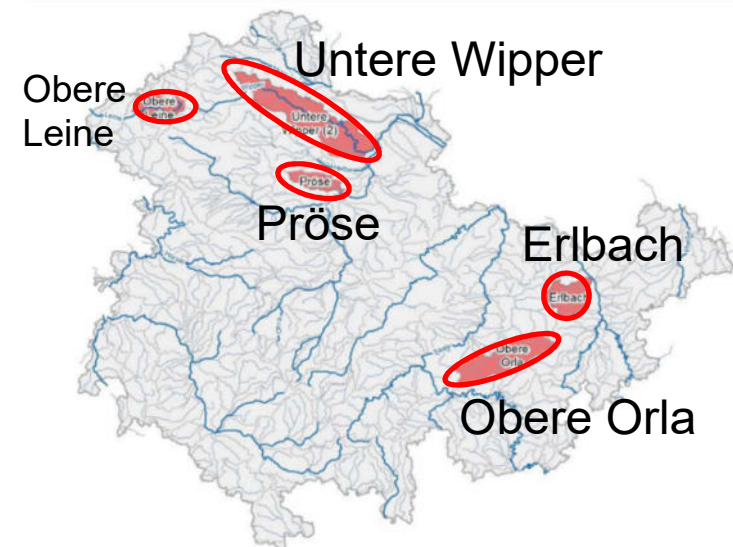 Untere Wipper
Obere
Leine
Obere
Leine
Untere
Wipper (2)
Pröse
Pröse
Erlbach
Erlbach
Obere
Orla
Obere Orla